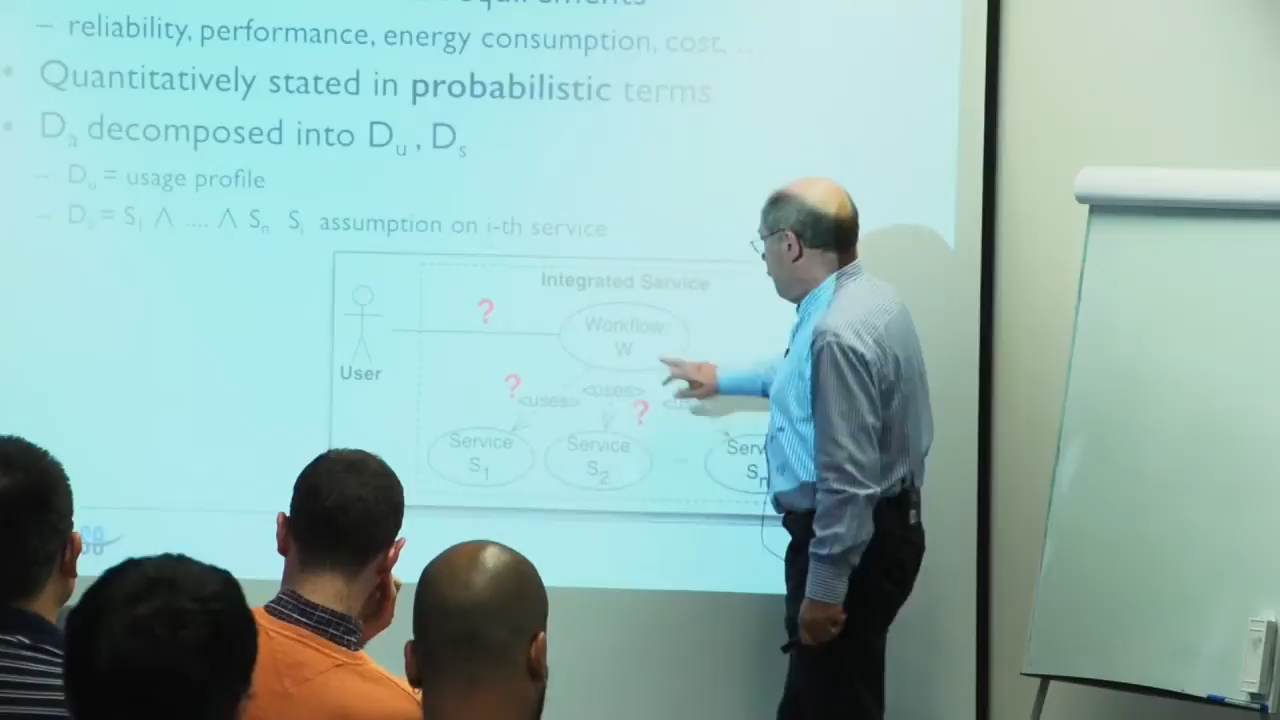 – reliability, performance, energy consumption, cost, ...
• Quantitatively stated in probabilistic terms
• Dₐ decomposed into Dᵤ , Dₛ
– Dᵤ = usage profile
– Dₛ = S₁ ∧ .... ∧ Sₙ Sᵢ assumption on i-th service
Integrated Service
?
Workflow
W
User
?
<uses>
<uses>
?
Service
S₁
Service
S₂
...
Serv
Sₙ